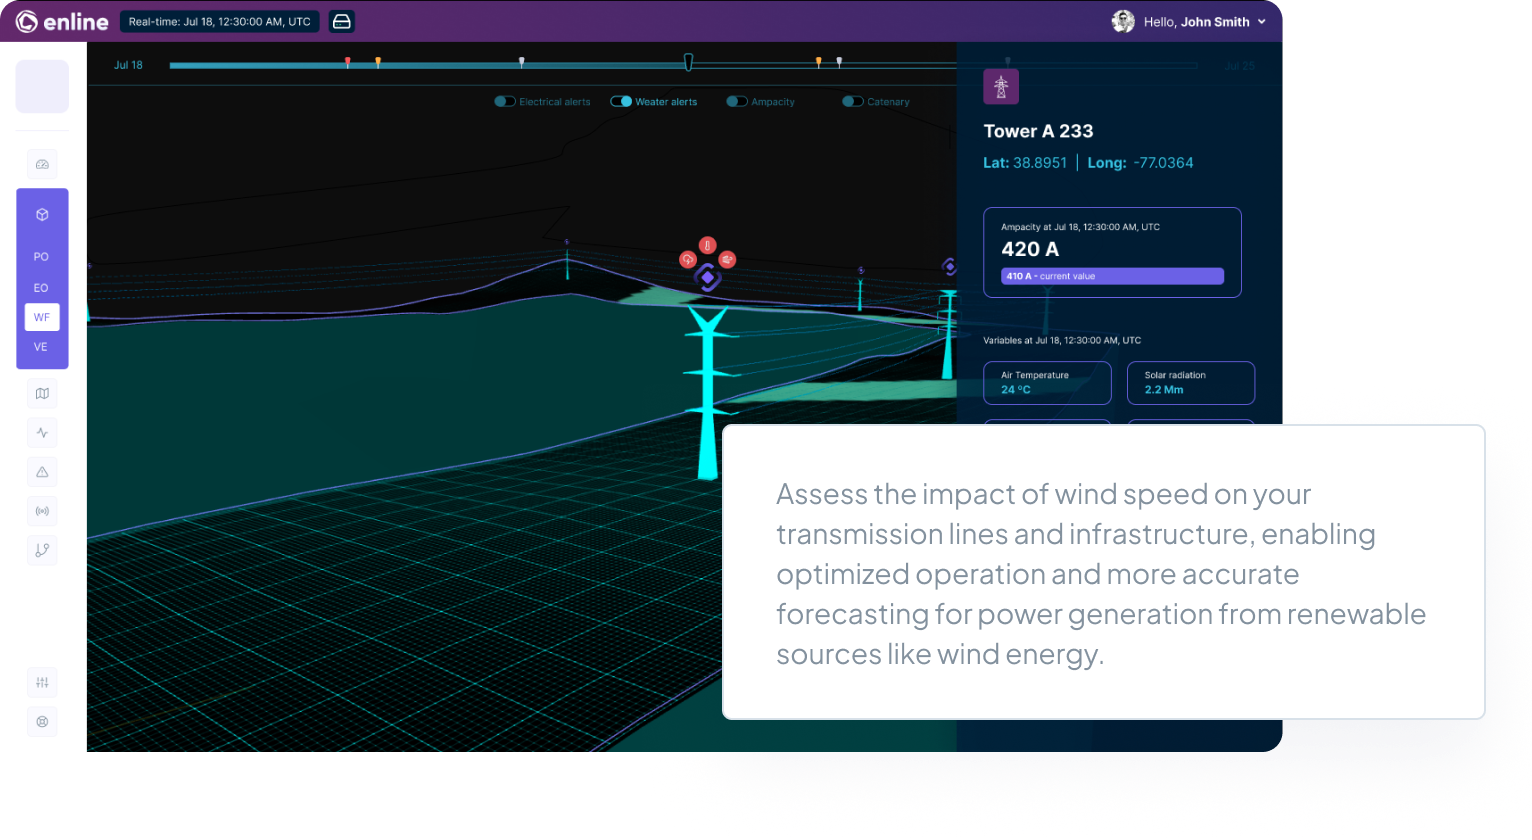 enline
Real-time: Jul 18, 12:30:00 AM, UTC
Hello, John Smith
Jul 18
Jul 25
Electrical alerts
Weater alerts
Ampacity
Catenary
PO
EO
WF
VE
Tower A 233
Lat: 38.8951 | Long: -77.0364
Ampacity at Jul 18, 12:30:00 AM, UTC
420 A
410 A - current value
Variables at Jul 18, 12:30:00 AM, UTC
Air Temperature
24 ºC
Solar radiation
2.2 Mm
Assess the impact of wind speed on your
transmission lines and infrastructure, enabling
optimized operation and more accurate
forecasting for power generation from renewable
sources like wind energy.